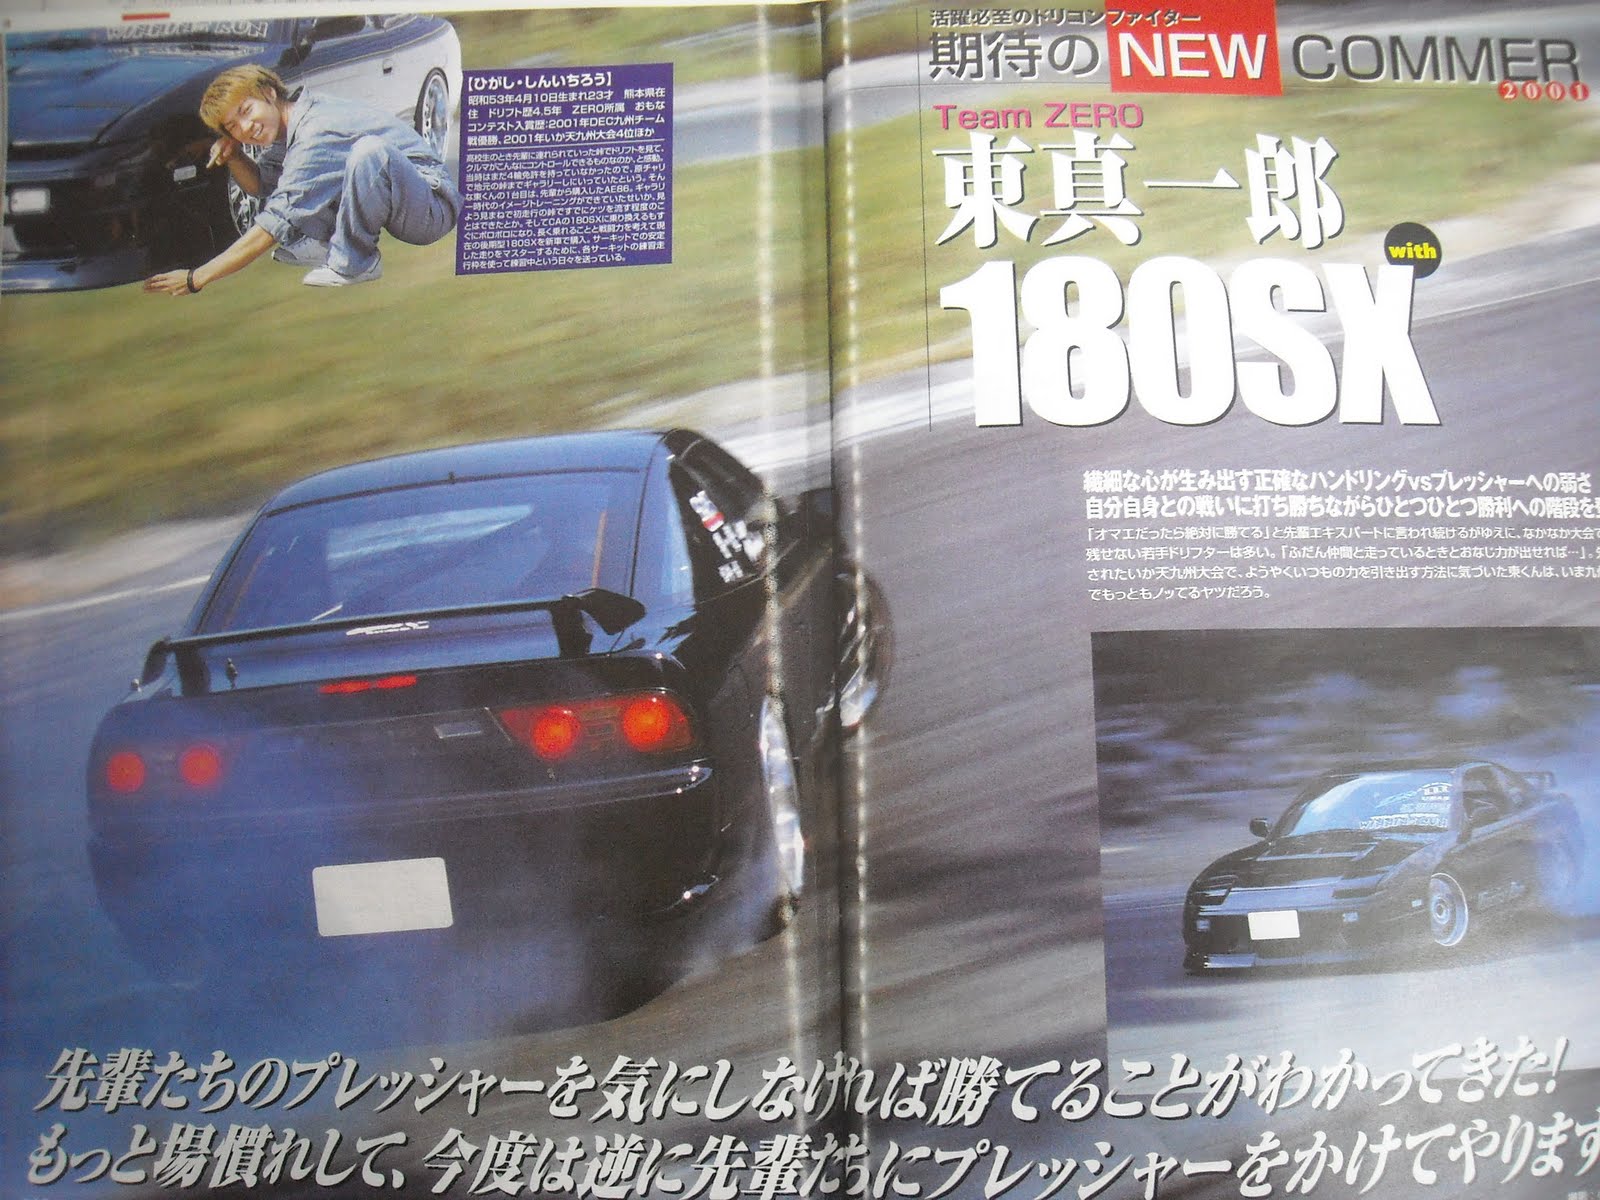 活躍必至のドリコンファイター
期待の NEW COMMER
2001
Team ZERO
東真一郎
with
180SX
【ひがし・しんいちろう】
昭和53年4月10日生まれ23才 熊本県在
住 ドリフト歴4.5年 ZERO所属 おもな
コンテスト入賞歴：2001年DEC九州チーム
戦優勝、2001年いか天九州大会4位ほか
高校生のとき先輩に連れられていった峠でドリフトを見て、
クルマがこんなにコントロールできるものなのか、と感動。
当時はまだ4輪免許を持っていなかったので、原チャリ
で地元の峠までギャラリーしにいっていたという。そん
な東くんの1台目は、先輩から購入したAE86。ギャラリ
ー時代のイメージトレーニングができていたせいか、見
よう見まねで初走行の峠ですでにケツを流す程度のこ
とはできたとか。そしてCAの180SXに乗り換えるもす
ぐにボロボロになり、長く乗れることと戦闘力を考えて現
在の後期型180SXを新車で購入。サーキットでの安定
した走りをマスターするために、各サーキットの練習走
行枠を使って練習中という日々を送っている。
繊細な心が生み出す正確なハンドリングvsプレッシャーへの弱さ
自分自身との戦いに打ち勝ちながらひとつひとつ勝利への階段を
「オマエだったら絶対に勝てる」と先輩エキスパートに言われ続けるがゆえに、なかなか大会で
残せない若手ドリフターは多い。「ふだん仲間と走っているときとおなじ力が出せれば…」。
されたいか天九州大会で、ようやくいつもの力を引き出す方法に気づいた東くんは、いま九
でもっともノッてるヤツだろう。
先輩たちのプレッシャーを気にしなければ勝てることがわかってきた!
もっと場慣れして、今度は逆に先輩たちにプレッシャーをかけてやります